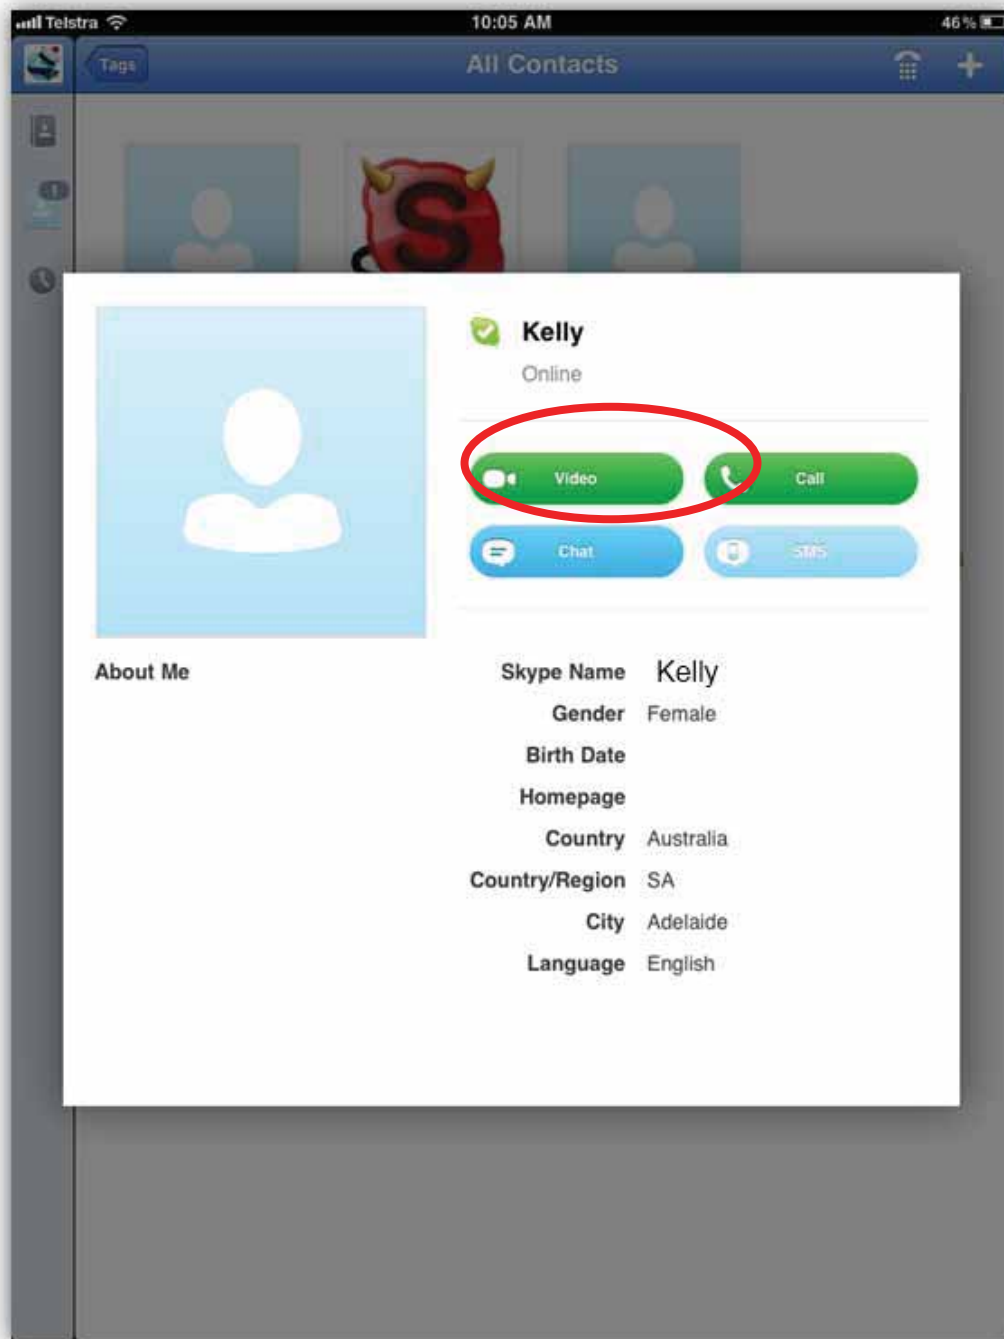 Telstra 10:05 AM 46%
Tags All Contacts
1
S
Kelly
Online
Video Call
Chat SMS
About Me
Skype Name Kelly
Gender Female
Birth Date
Homepage
Country Australia
Country/Region SA
City Adelaide
Language English